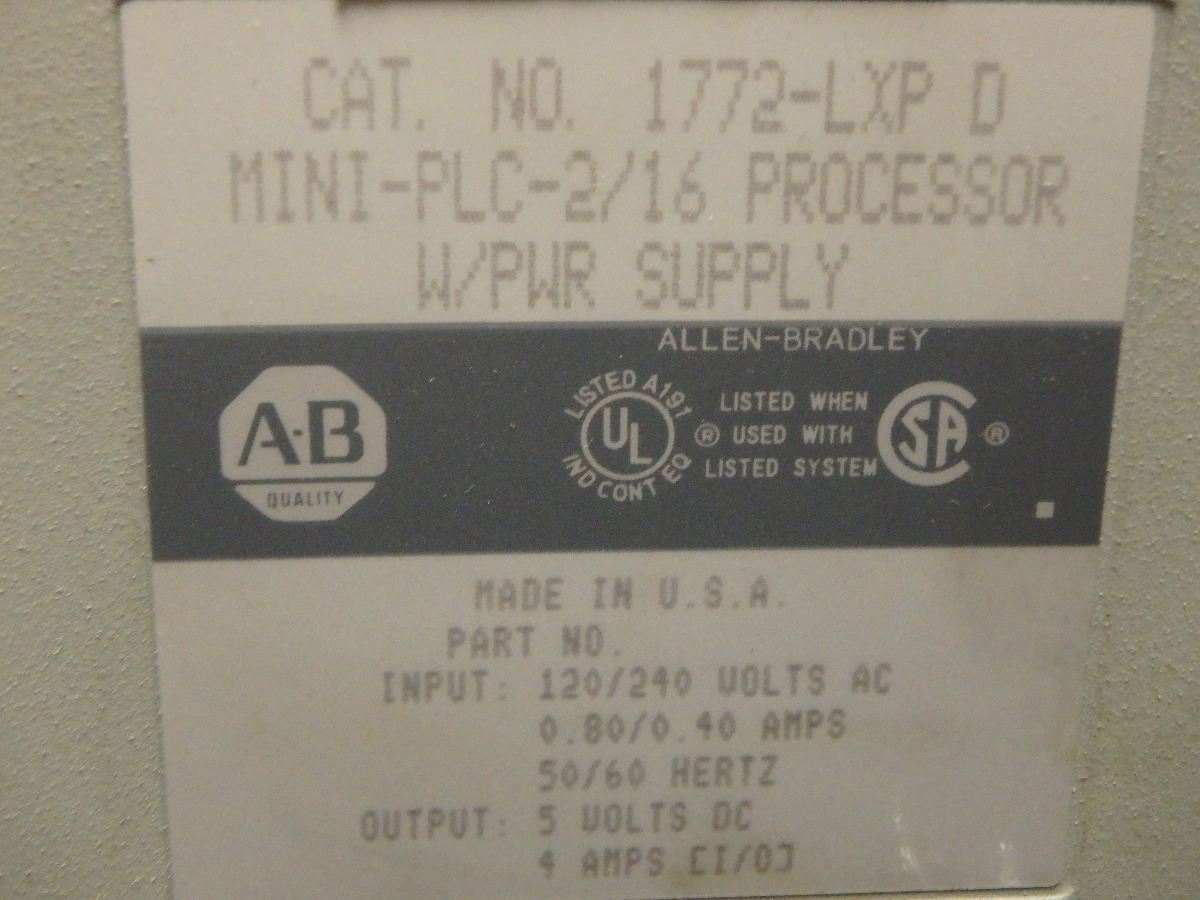 CAT. NO. 1772-LXP D
MINI-PLC-2/16 PROCESSOR
W/PWR SUPPLY
ALLEN-BRADLEY
A-B
QUALITY
LISTED A191
UL
IND CONT EQ
®
LISTED WHEN
USED WITH
LISTED SYSTEM
SA
®
MADE IN U.S.A.
PART NO.
INPUT: 120/240 VOLTS AC
0.80/0.40 AMPS
50/60 HERTZ
OUTPUT: 5 VOLTS DC
4 AMPS [I/O]